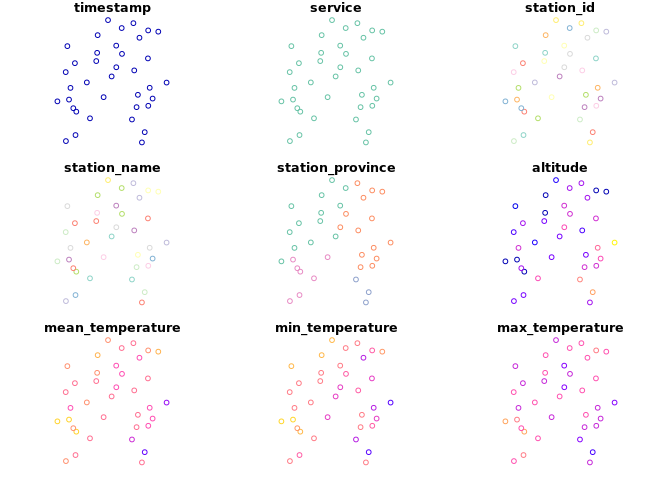 timestamp
service
station_id
station_name
station_province
altitude
mean_temperature
min_temperature
max_temperature